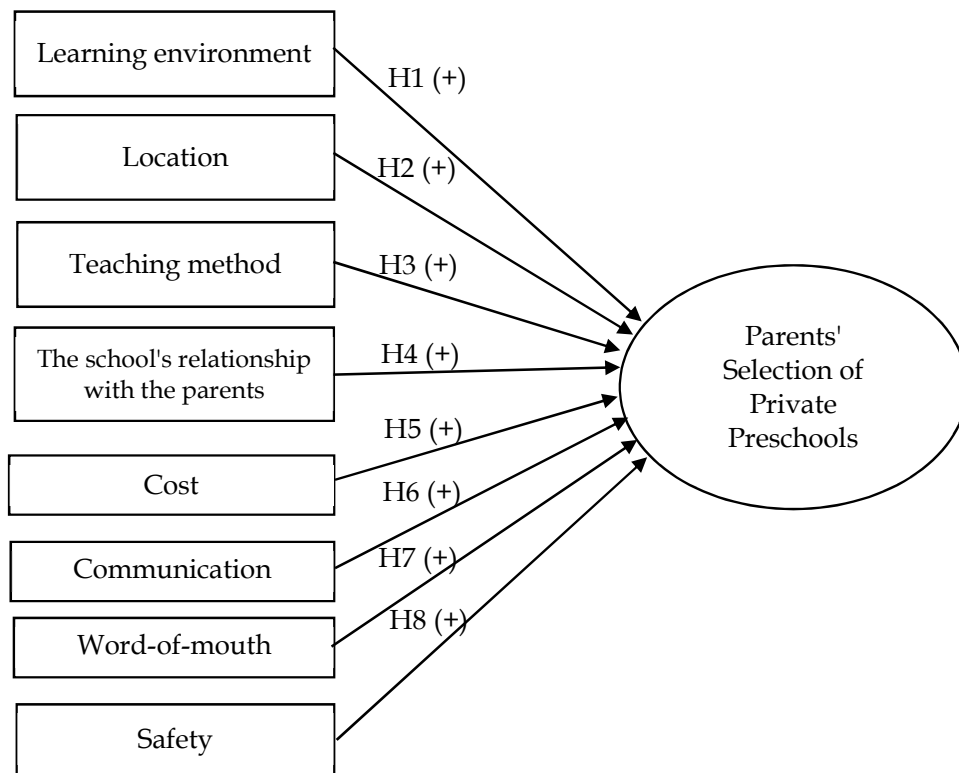 Learning environment
H1 (+)
Location
H2 (+)
Teaching method
H3 (+)
The school's relationship
with the parents
H4 (+)
Cost
H5 (+)
Communication
H6 (+)
Word-of-mouth
H7 (+)
Safety
H8 (+)
Parents'
Selection of
Private
Preschools